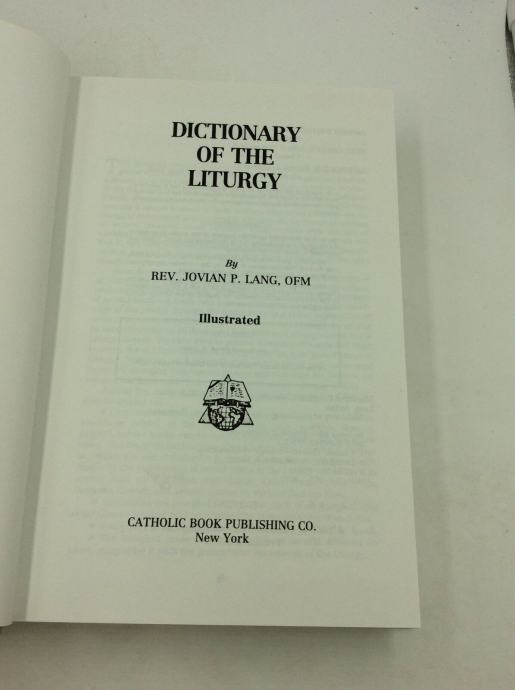 DICTIONARY
OF THE
LITURGY
By
REV. JOVIAN P. LANG, OFM
Illustrated
CATHOLIC BOOK PUBLISHING CO.
New York